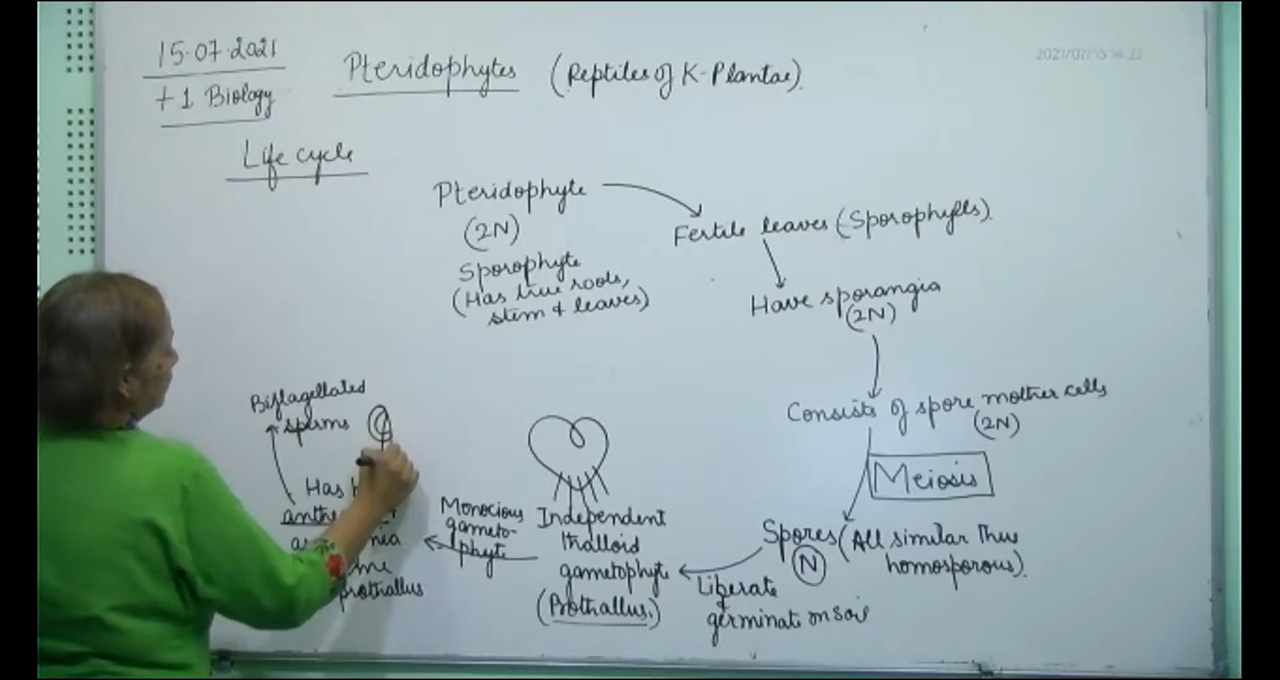 15.07.2021
+1 Biology
Pteridophytes (Reptiles of K-Plantae).
2021/07/15 14:22
Life cycle
Pteridophyte
(2N)
Sporophyte
(Has true roots,
stem & leaves)
Fertile leaves (Sporophylls).
Have sporangia
(2N)
Consists of spore mother cells
(2N)
Meiosis
Spores (All similar thus
homosporous).
N
Liberate
&
germinate on soil
Independent
thalloid
gametophyte
(Prothallus.)
Monocious
gameto-
phyte
Biflagellated
sperms
Has
prothallus